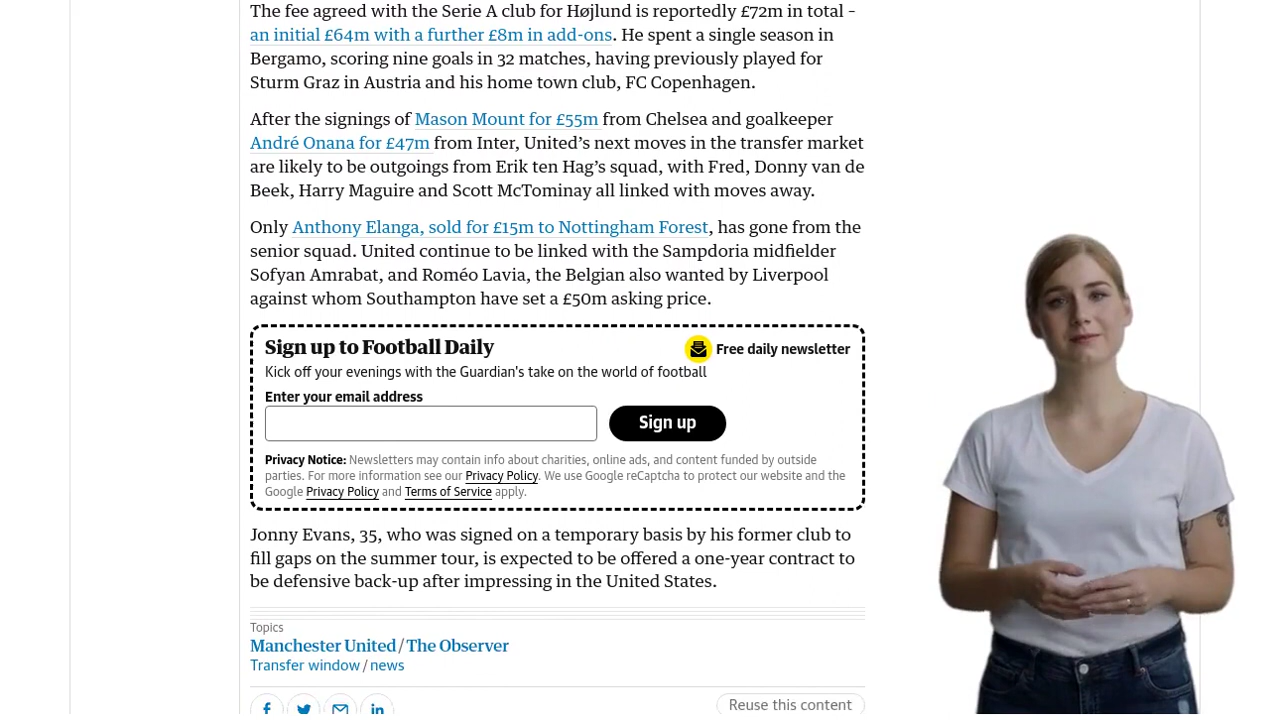 The fee agreed with the Serie A club for Højlund is reportedly £72m in total –
an initial £64m with a further £8m in add-ons. He spent a single season in
Bergamo, scoring nine goals in 32 matches, having previously played for
Sturm Graz in Austria and his home town club, FC Copenhagen.
After the signings of Mason Mount for £55m from Chelsea and goalkeeper
André Onana for £47m from Inter, United’s next moves in the transfer market
are likely to be outgoings from Erik ten Hag’s squad, with Fred, Donny van de
Beek, Harry Maguire and Scott McTominay all linked with moves away.
Only Anthony Elanga, sold for £15m to Nottingham Forest, has gone from the
senior squad. United continue to be linked with the Sampdoria midfielder
Sofyan Amrabat, and Roméo Lavia, the Belgian also wanted by Liverpool
against whom Southampton have set a £50m asking price.
Sign up to Football Daily
Free daily newsletter
Kick off your evenings with the Guardian's take on the world of football
Enter your email address
Sign up
Privacy Notice: Newsletters may contain info about charities, online ads, and content funded by outside
parties. For more information see our Privacy Policy. We use Google reCaptcha to protect our website and the
Google Privacy Policy and Terms of Service apply.
Jonny Evans, 35, who was signed on a temporary basis by his former club to
fill gaps on the summer tour, is expected to be offered a one-year contract to
be defensive back-up after impressing in the United States.
Topics
Manchester United / The Observer
Transfer window / news
Reuse this content